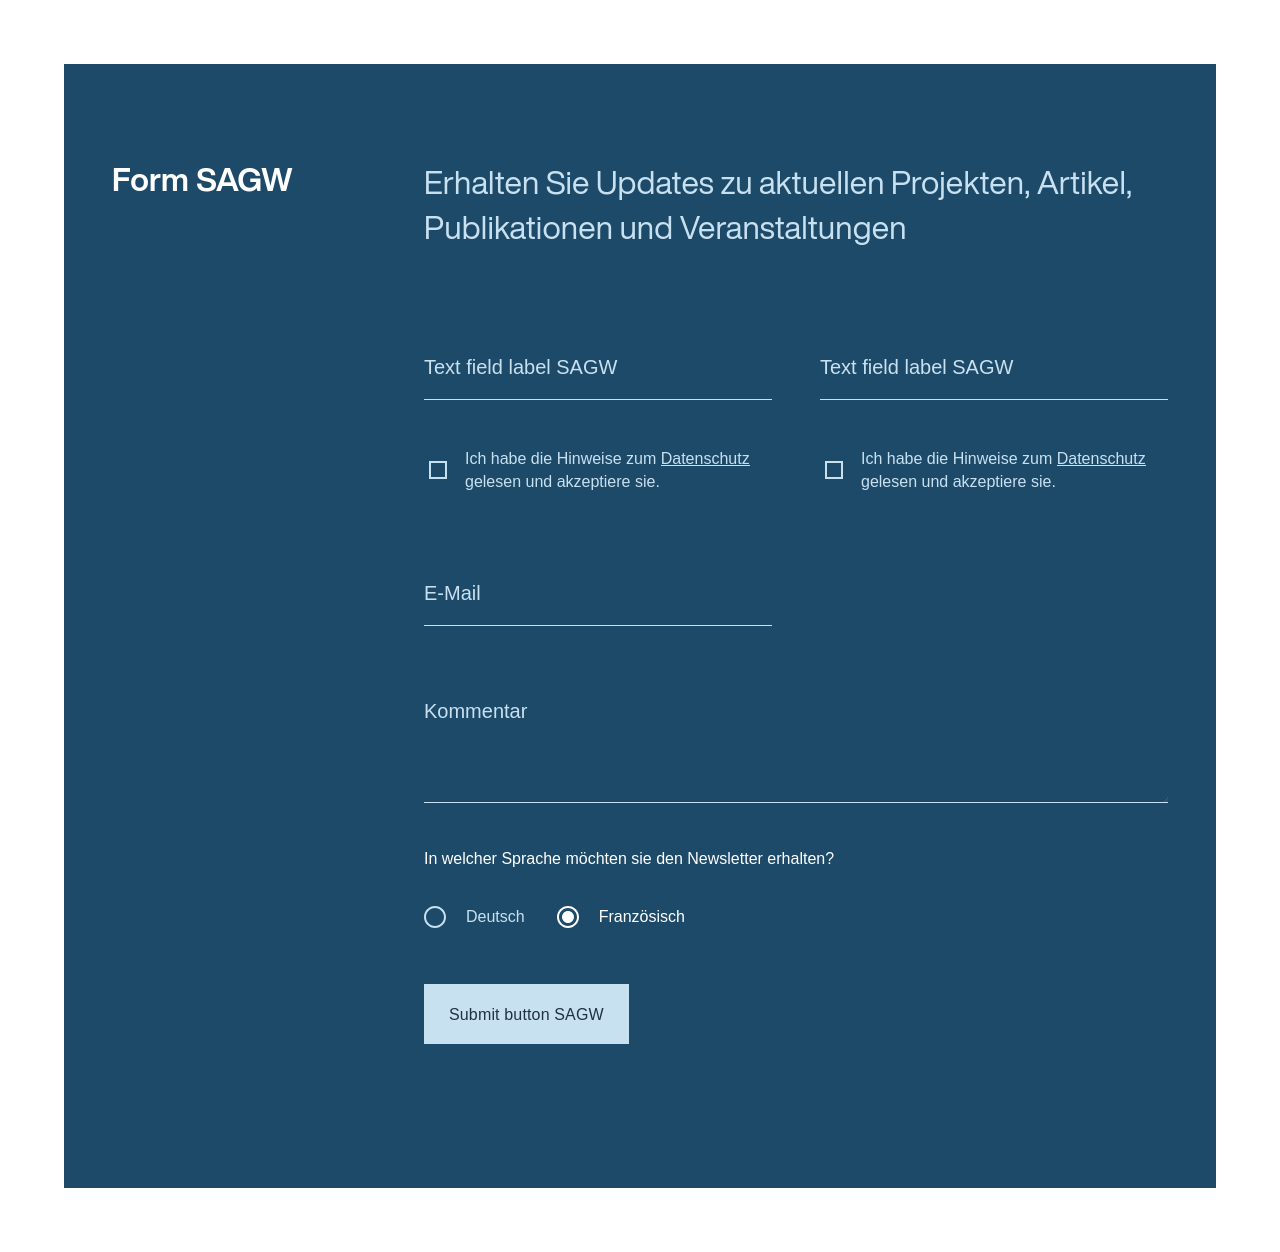 Form SAGW
Erhalten Sie Updates zu aktuellen Projekten, Artikel,
Publikationen und Veranstaltungen
Text field label SAGW
Text field label SAGW
Ich habe die Hinweise zum Datenschutz
gelesen und akzeptiere sie.
Ich habe die Hinweise zum Datenschutz
gelesen und akzeptiere sie.
E-Mail
Kommentar
In welcher Sprache möchten sie den Newsletter erhalten?
Deutsch
Französisch
Submit button SAGW